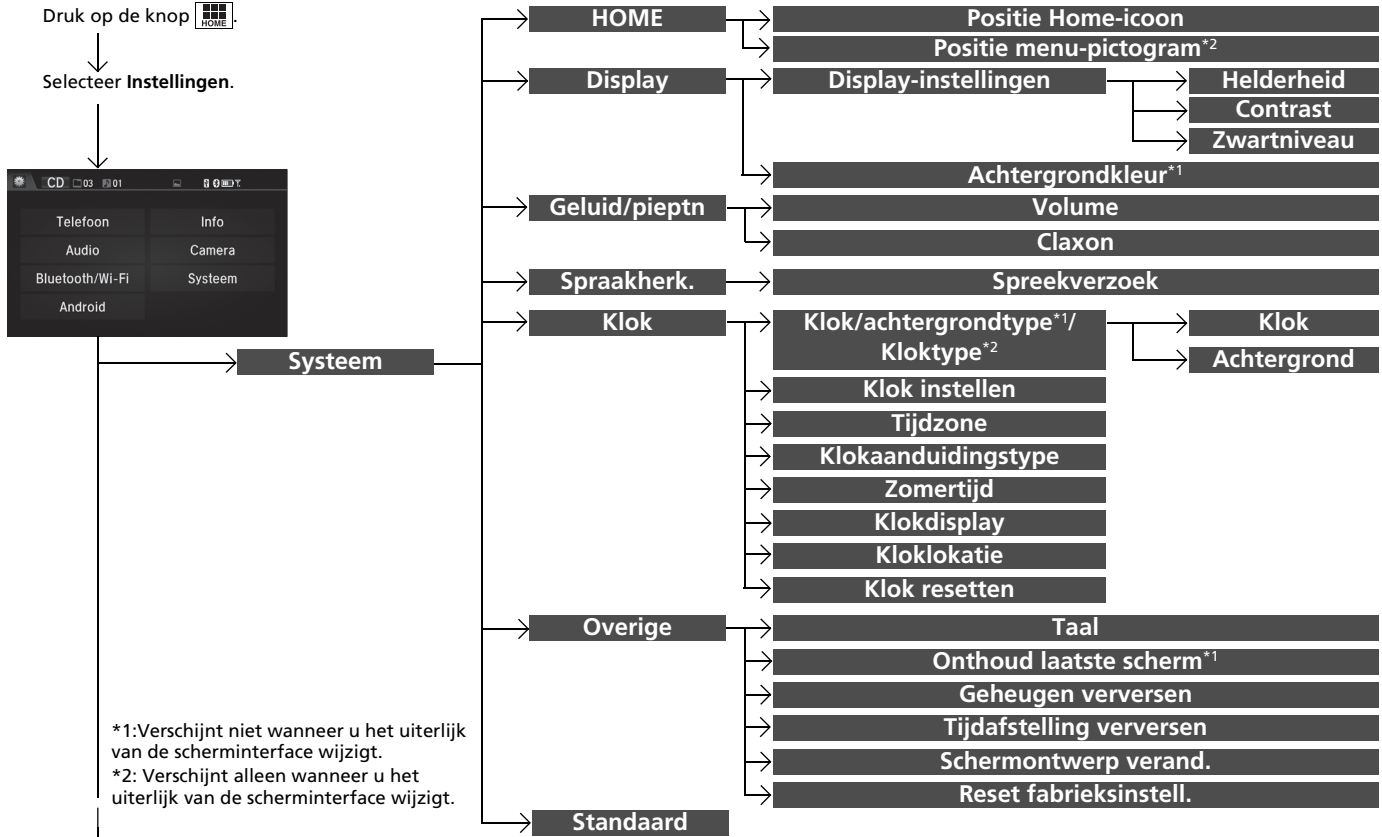 Druk op de knop HOME.
Selecteer Instellingen.
CD 03 01
Telefoon
Info
Audio
Camera
Bluetooth/Wi-Fi
Systeem
Android
Systeem
HOME
Positie Home-icoon
Positie menu-pictogram*2
Display
Display-instellingen
Helderheid
Contrast
Zwartniveau
Achtergrondkleur*1
Geluid/pieptn
Volume
Claxon
Spraakherk.
Spreekverzoek
Klok
Klok/achtergrondtype*1/
Kloktype*2
Klok
Achtergrond
Klok instellen
Tijdzone
Klokaanduidingstype
Zomertijd
Klokdisplay
Kloklokatie
Klok resetten
Overige
Taal
Onthoud laatste scherm*1
Geheugen verversen
Tijdafstelling verversen
Schermontwerp verand.
Reset fabrieksinstell.
Standaard
*1:Verschijnt niet wanneer u het uiterlijk
van de scherminterface wijzigt.
*2: Verschijnt alleen wanneer u het
uiterlijk van de scherminterface wijzigt.